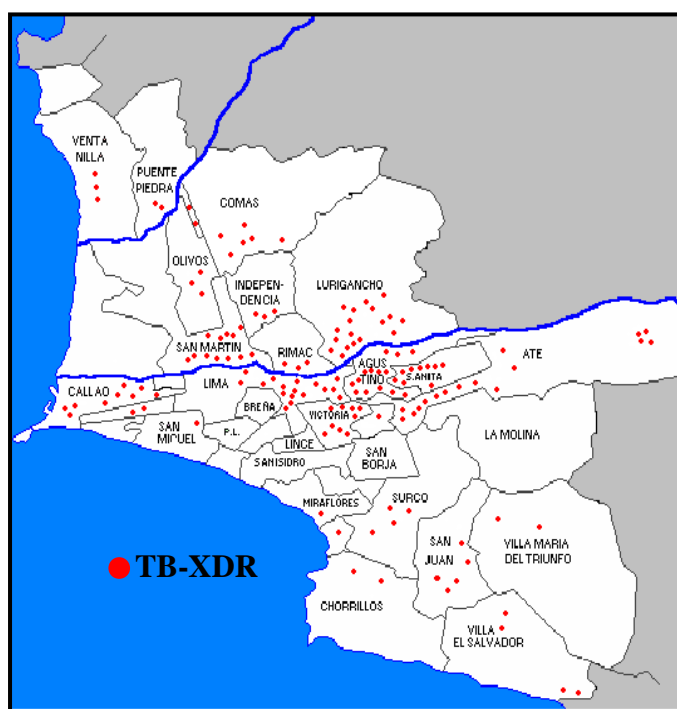 VENTA
NILLA
PUENTE
PIEDRA
COMAS
OLIVOS
INDEPEN-
DENCIA
LURIGANCHO
SAN MARTIN
RIMAC
AGUS
TINO
S.ANITA
ATE
CALLAO
LIMA
BREÑA
VICTORIA
SAN
MIGUEL
P.L.
LINCE
SAN
BORJA
LA MOLINA
SANISIDRO
MIRAFLORES
SURCO
SAN
JUAN
VILLA MARIA
DEL TRIUNFO
TB-XDR
CHORRILLOS
VILLA
EL SALVADOR